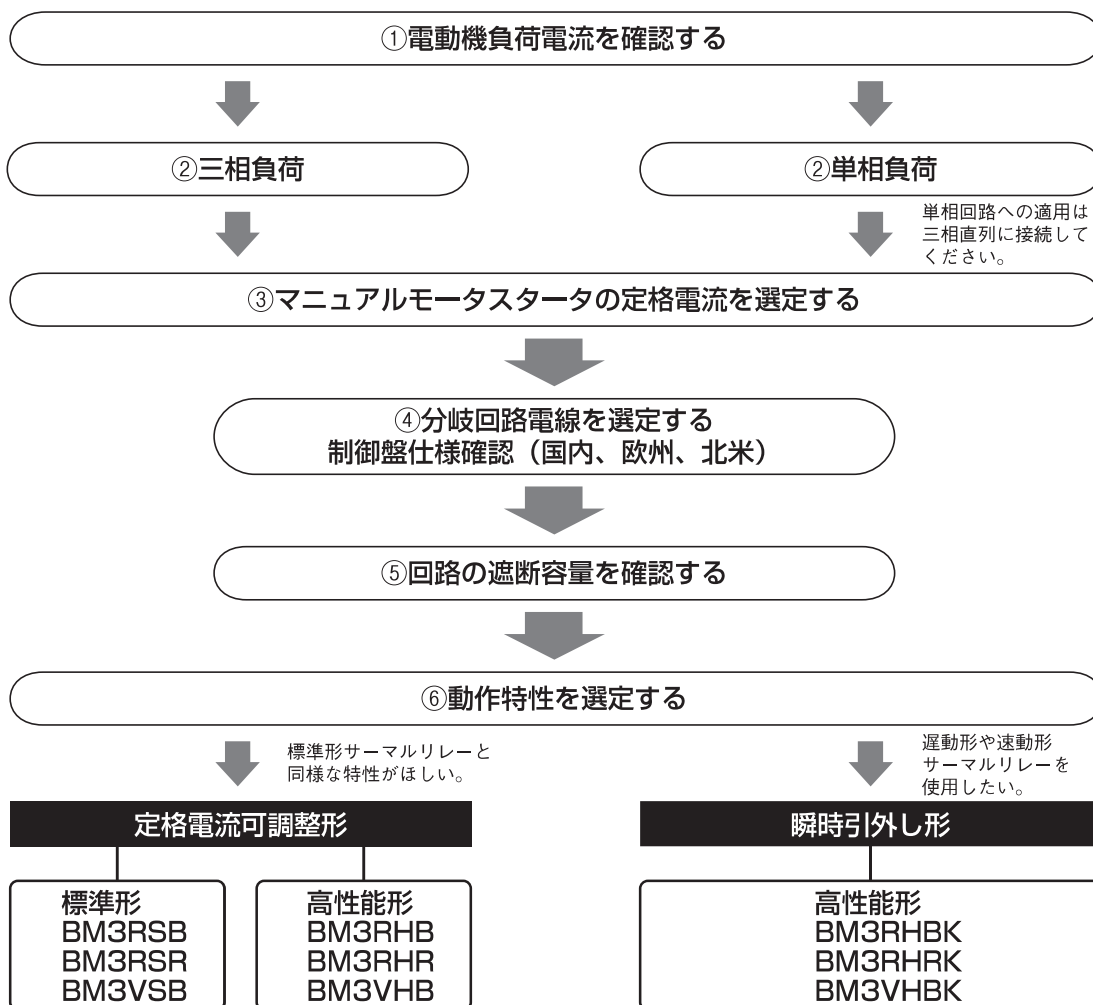 ①電動機負荷電流を確認する
②三相負荷
②単相負荷
単相回路への適用は
三相直列に接続して
ください。
③マニュアルモータスタータの定格電流を選定する
④分岐回路電線を選定する
制御盤仕様確認（国内、欧州、北米）
⑤回路の遮断容量を確認する
⑥動作特性を選定する
標準形サーマルリレーと
同様な特性がほしい。
遅動形や速動形
サーマルリレーを
使用したい。
定格電流可調整形
標準形
BM3RSB
BM3RSR
BM3VSB
高性能形
BM3RHB
BM3RHR
BM3VHB
瞬時引外し形
高性能形
BM3RHBK
BM3RHRK
BM3VHBK